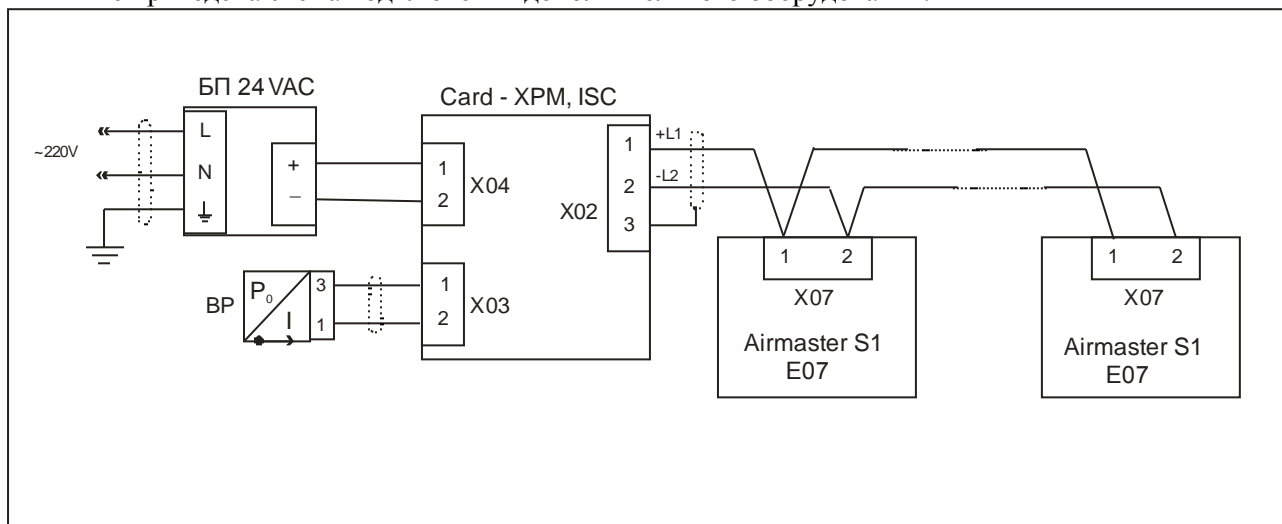 БП 24 VAC
Card - XPM, ISC
~220V
L
N
+
−
1
2
X04
1
2
3
X02
+L1
-L2
BP
P₀
I
3
1
1
2
X03
1 2
X07
Airmaster S1
E07
1 2
X07
Airmaster S1
E07